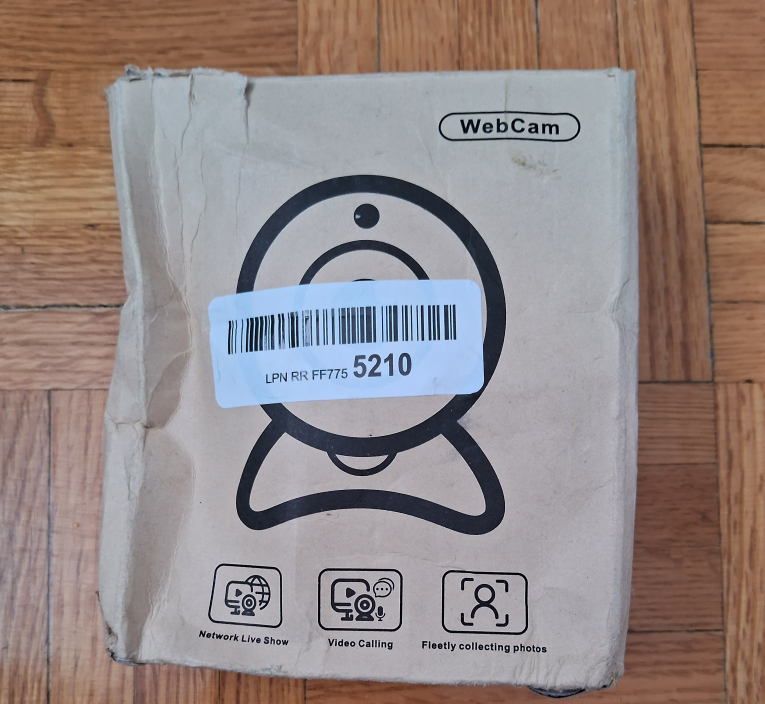 WebCam
LPN RR FF775 5210
Network Live Show
Video Calling
Fleetly collecting photos